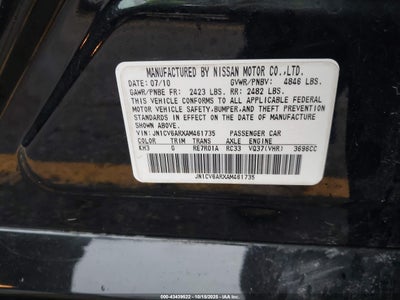 MANUFACTURED BY NISSAN MOTOR CO.,LTD.
DATE: 07/10 GVWR/PNBV: 4846 LBS.
GAWR/PNBE FR: 2423 LBS. RR: 2482 LBS.
THIS VEHICLE CONFORMS TO ALL APPLICABLE FEDERAL
MOTOR VEHICLE SAFETY,BUMPER,AND THEFT PREVENTION
STANDARDS IN EFFECT ON THE DATE OF MANUFACTURE
SHOWN ABOVE.
VIN: JN1CV6ARXAM461735 PASSENGER CAR
COLOR TRIM TRANS AXLE ENGINE
KH3 G RE7R01A RC33 VQ37(VHR) 3696CC
JN1CV6ARXAM461735
000-43439522 | 10/15/2025 | IAAI.COM